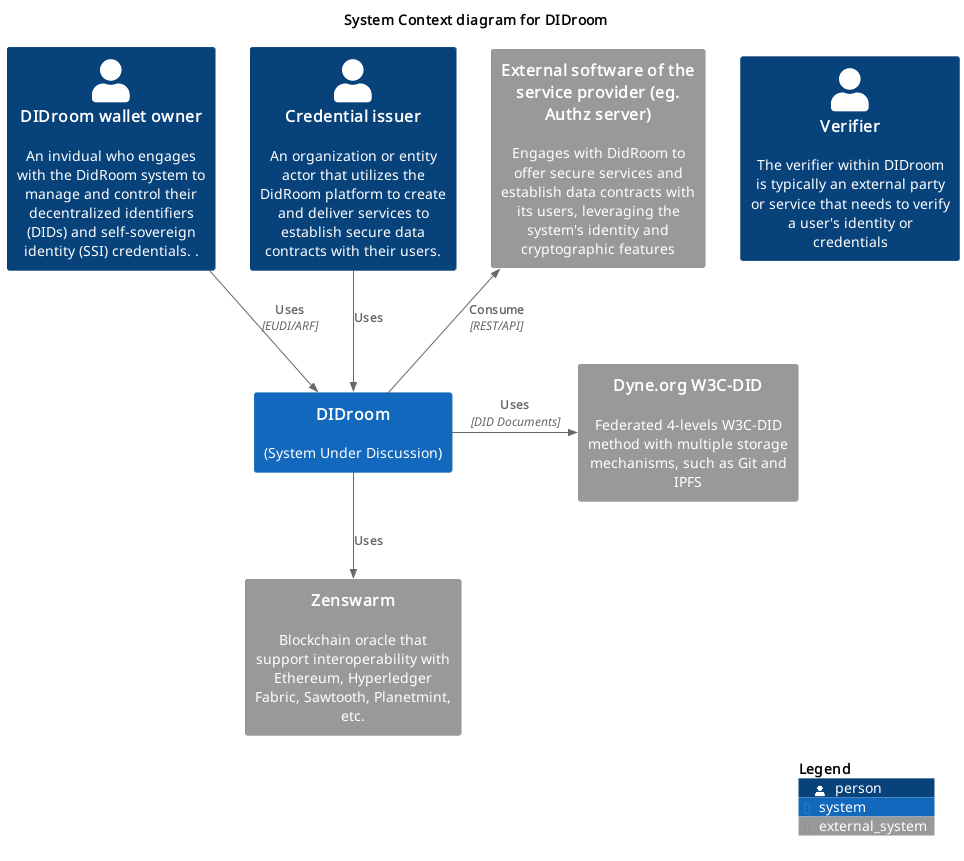 System Context diagram for DIDroom
DIDroom wallet owner
An invidual who engages
with the DidRoom system to
manage and control their
decentralized identifiers
(DIDs) and self-sovereign
identity (SSI) credentials. .
Credential issuer
An organization or entity
actor that utilizes the
DidRoom platform to create
and deliver services to
establish secure data
contracts with their users.
External software of the
service provider (eg.
Authz server)
Engages with DidRoom to
offer secure services and
establish data contracts with
its users, leveraging the
system's identity and
cryptographic features
Verifier
The verifier within DIDroom
is typically an external party
or service that needs to verify
a user's identity or
credentials
Uses
[EUDI/ARF]
Uses
Consume
[REST/API]
DIDroom
(System Under Discussion)
Uses
[DID Documents]
Dyne.org W3C-DID
Federated 4-levels W3C-DID
method with multiple storage
mechanisms, such as Git and
IPFS
Uses
Zenswarm
Blockchain oracle that
support interoperability with
Ethereum, Hyperledger
Fabric, Sawtooth, Planetmint,
etc.
Legend
person
system
external_system